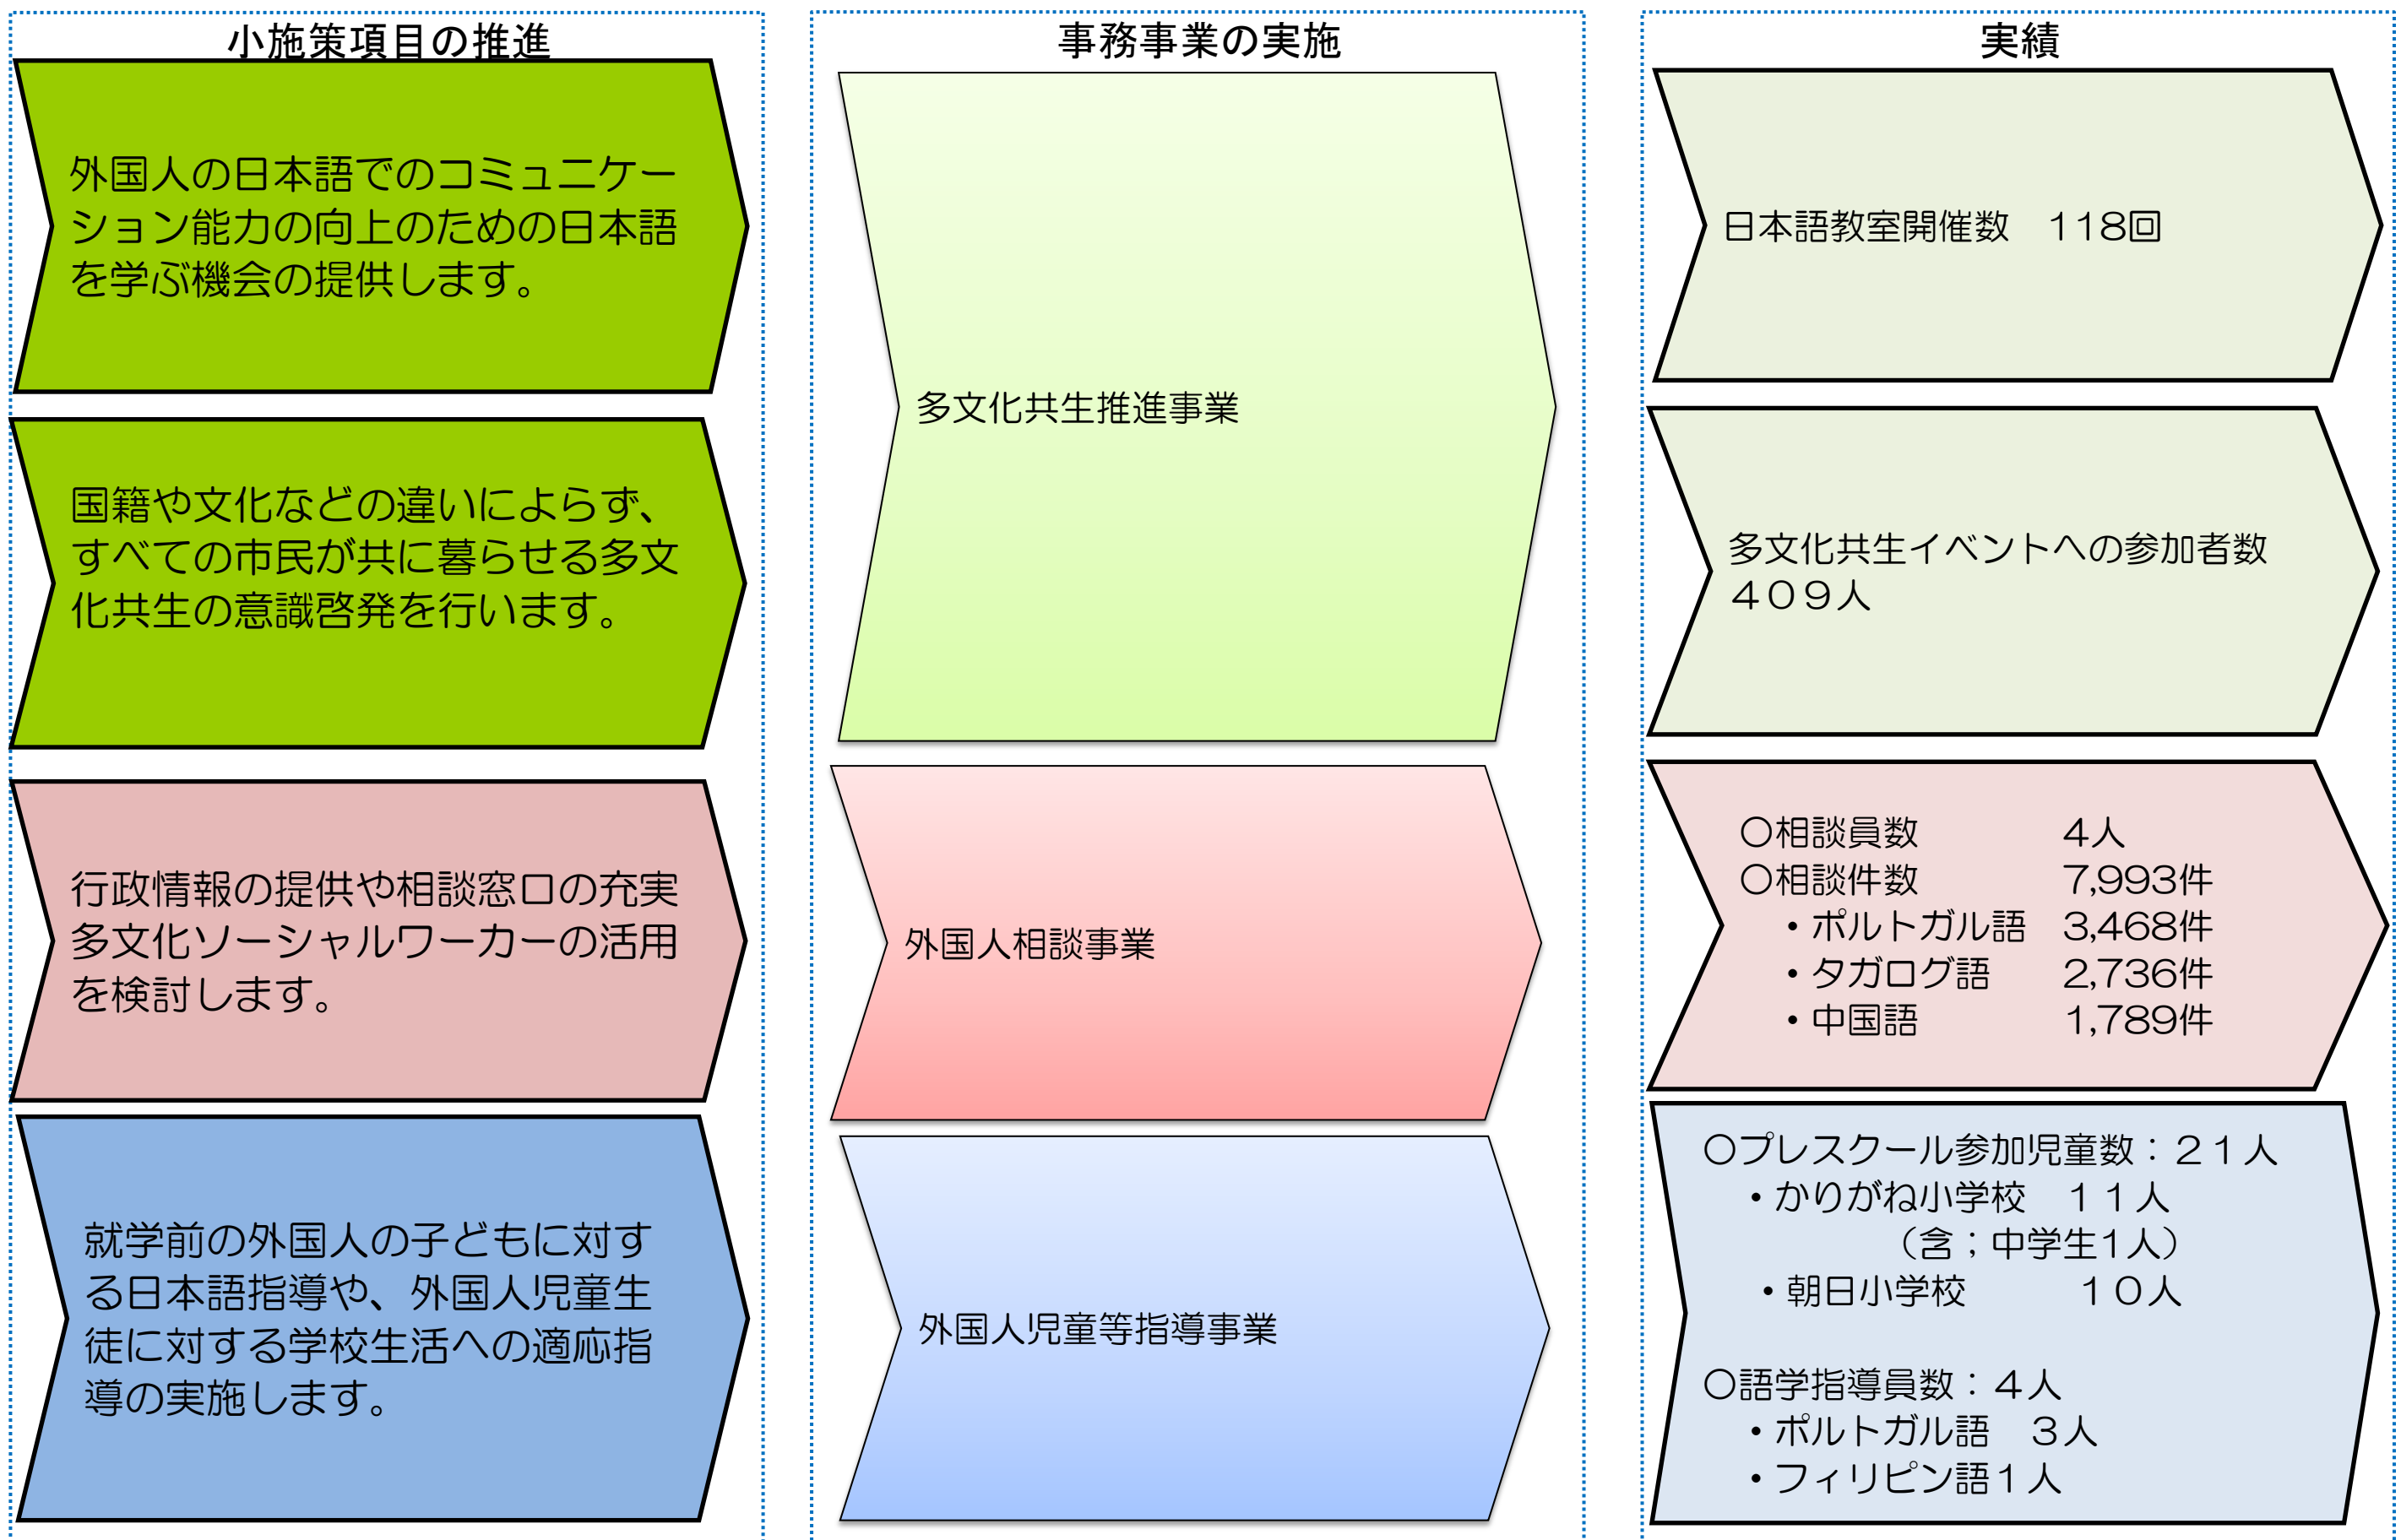 小施策項目の推進
外国人の日本語でのコミュニケー
ション能力の向上のための日本語
を学ぶ機会の提供します。
国籍や文化などの違いによらず、
すべての市民が共に暮らせる多文
化共生の意識啓発を行います。
行政情報の提供や相談窓口の充実
多文化ソーシャルワーカーの活用
を検討します。
就学前の外国人の子どもに対す
る日本語指導や、外国人児童生
徒に対する学校生活への適応指
導の実施します。
事務事業の実施
多文化共生推進事業
外国人相談事業
外国人児童等指導事業
実績
日本語教室開催数　118回
多文化共生イベントへの参加者数
４０９人
○相談員数　　　　4人
○相談件数　　　　7,993件
・ポルトガル語　3,468件
・タガログ語　　2,736件
・中国語　　　　1,789件
○プレスクール参加児童数：２１人
・かりがね小学校　１１人
（含；中学生1人）
・朝日小学校　　　１０人
○語学指導員数：４人
・ポルトガル語　３人
・フィリピン語１人